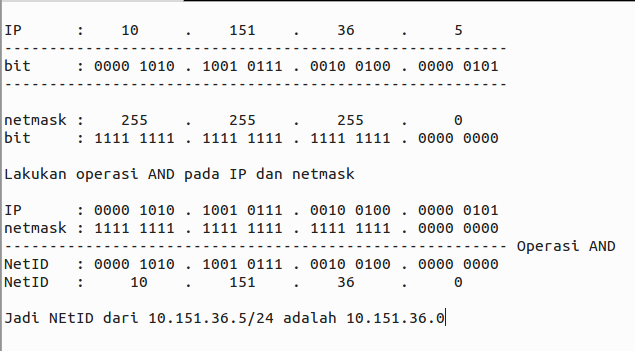 IP      :    10     .    151    .    36     .     5
--------------------------------------------------------
bit     : 0000 1010 . 1001 0111 . 0010 0100 . 0000 0101
--------------------------------------------------------
netmask :    255    .    255    .    255    .     0
bit     : 1111 1111 . 1111 1111 . 1111 1111 . 0000 0000
Lakukan operasi AND pada IP dan netmask
IP      : 0000 1010 . 1001 0111 . 0010 0100 . 0000 0101
netmask : 1111 1111 . 1111 1111 . 1111 1111 . 0000 0000
-------------------------------------------------------- Operasi AND
NetID   : 0000 1010 . 1001 0111 . 0010 0100 . 0000 0000
NetID   :     10    .    151    .    36     .     0
Jadi NEtID dari 10.151.36.5/24 adalah 10.151.36.0